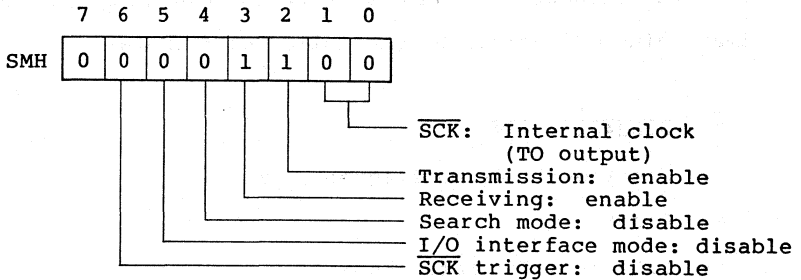 7 6 5 4 3 2 1 0
SMH 0 0 0 0 1 1 0 0
SCK: Internal clock
(TO output)
Transmission: enable
Receiving: enable
Search mode: disable
I/O interface mode: disable
SCK trigger: disable